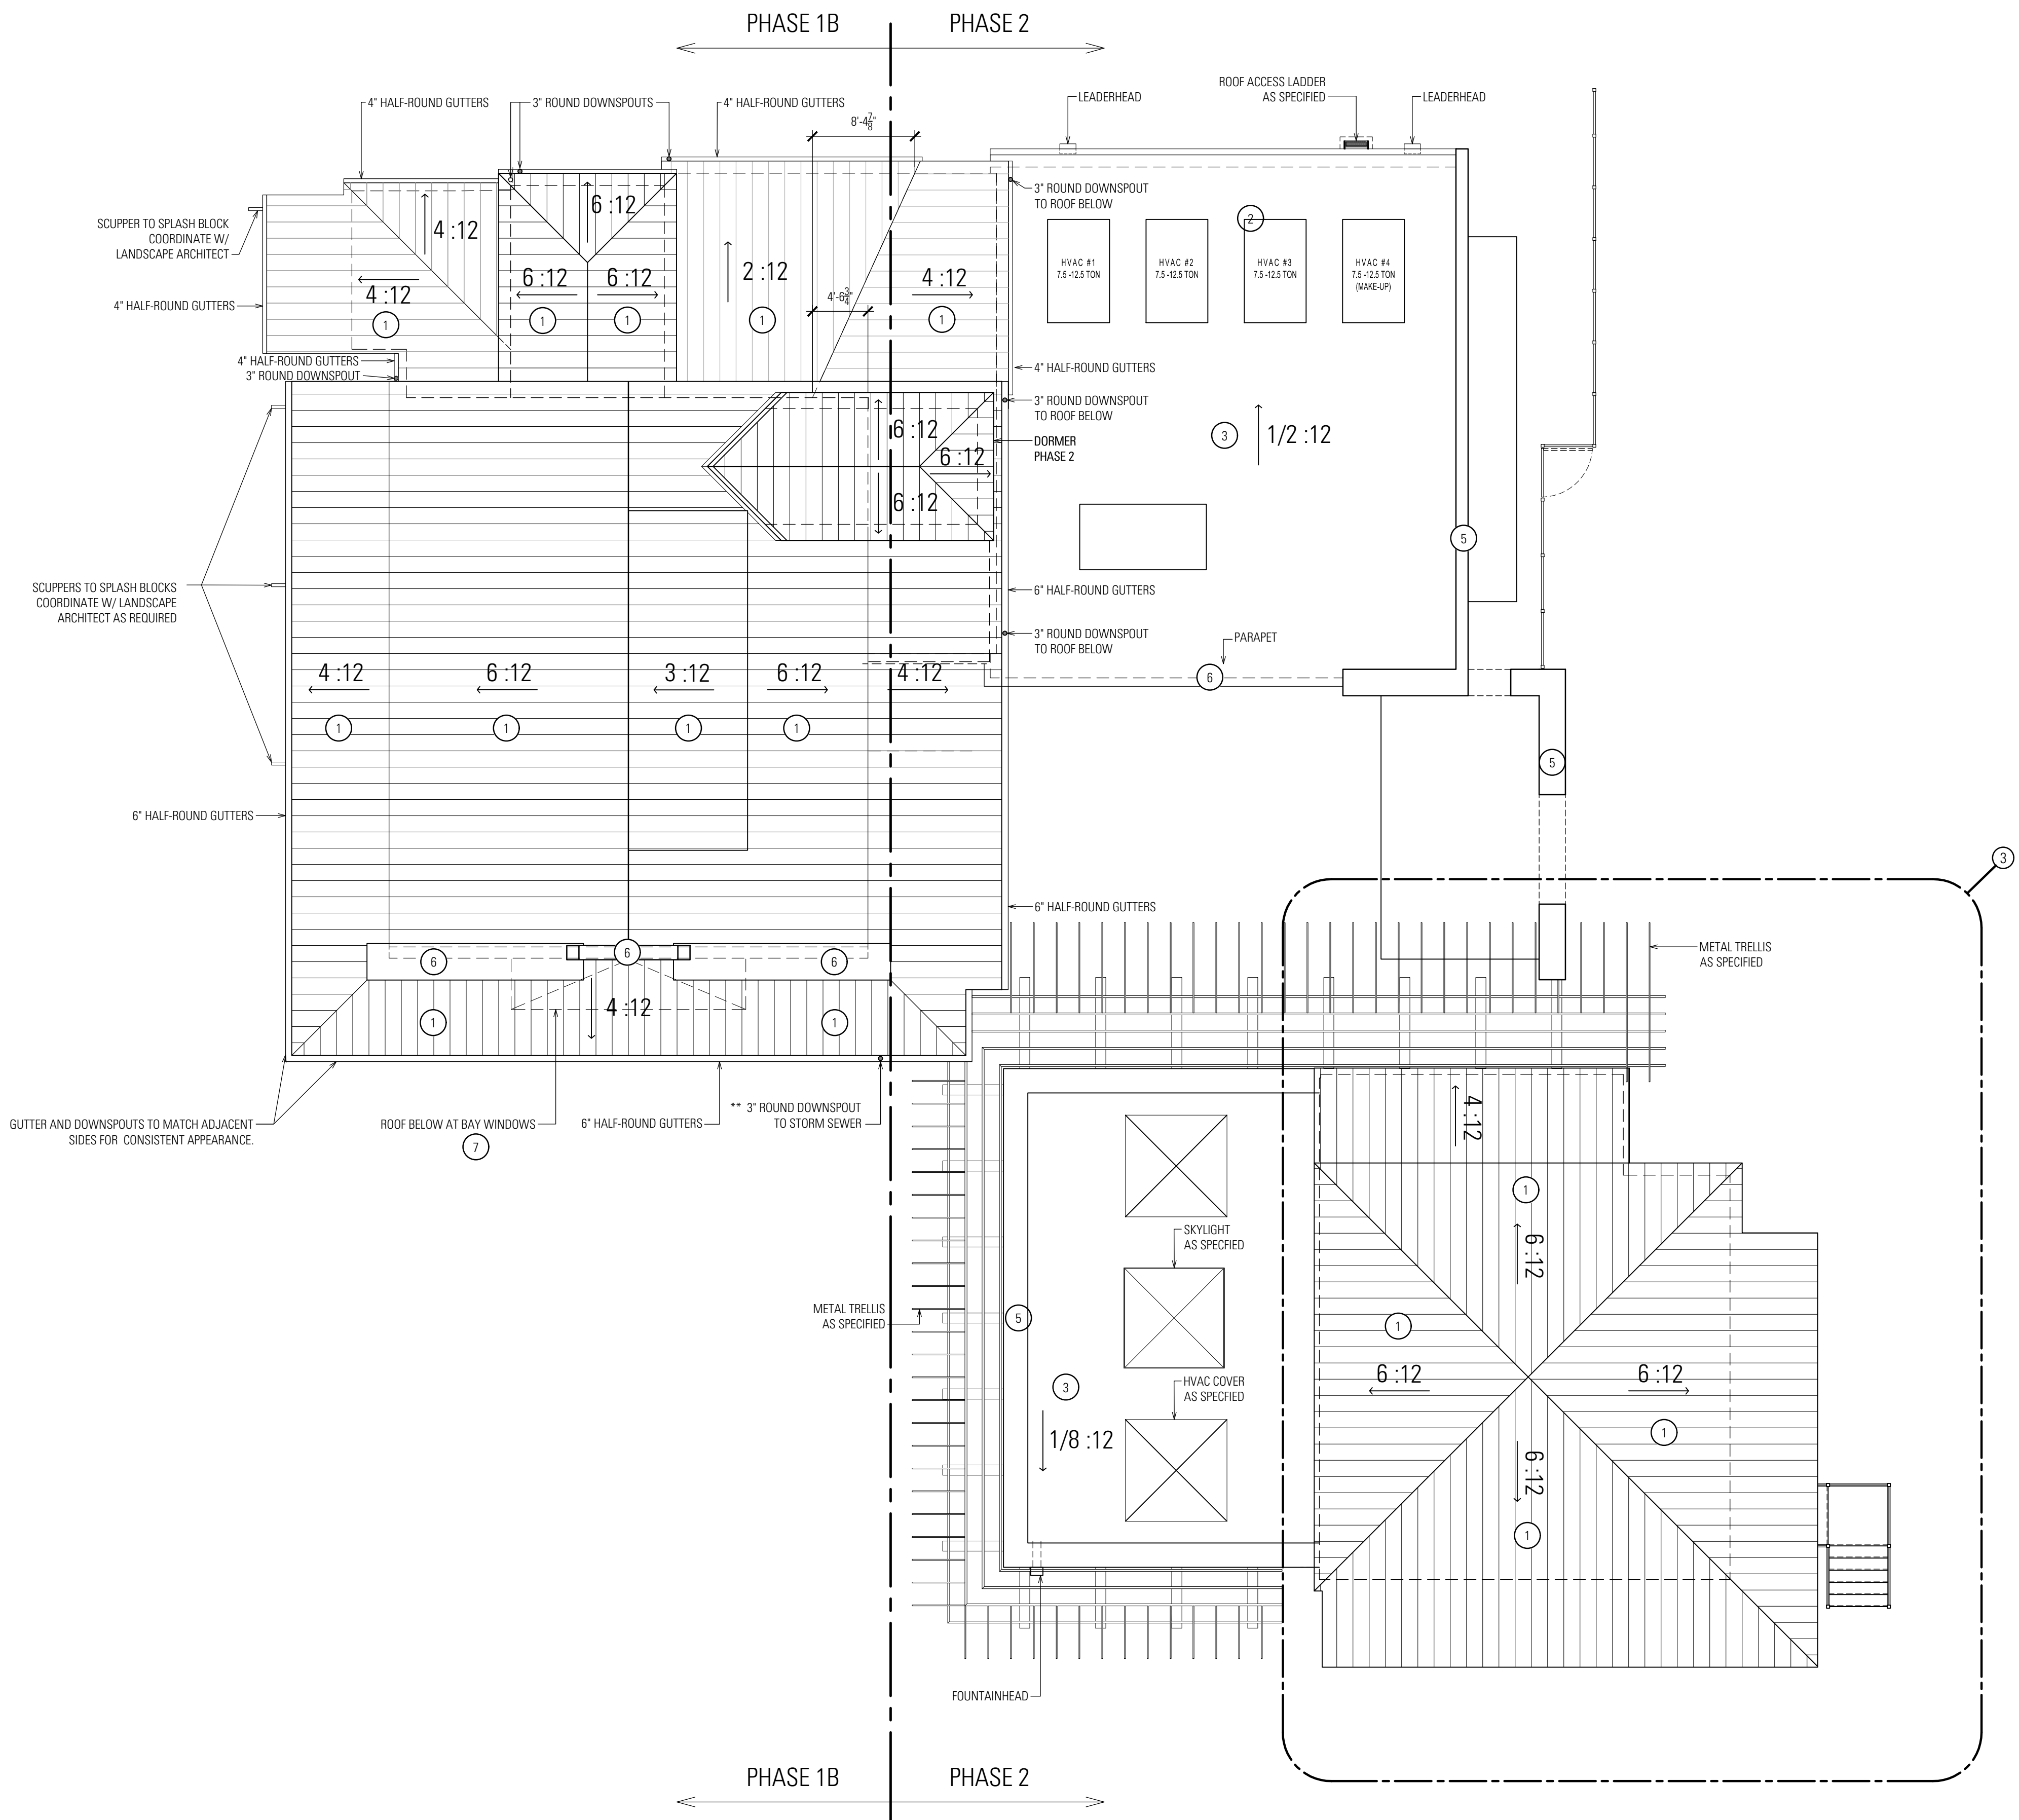 PHASE 1B
PHASE 2
4" HALF-ROUND GUTTERS
3" ROUND DOWNSPOUTS
4" HALF-ROUND GUTTERS
8'-4 7/8"
LEADERHEAD
ROOF ACCESS LADDER
AS SPECIFIED
LEADERHEAD
SCUPPER TO SPLASH BLOCK
COORDINATE W/
LANDSCAPE ARCHITECT
4" HALF-ROUND GUTTERS
4 :12
4 :12
1
6 :12
6 :12
6 :12
1
1
2 :12
1
4'-6 3/4"
4 :12
1
3" ROUND DOWNSPOUT
TO ROOF BELOW
2
HVAC #1
7.5 -12.5 TON
HVAC #2
7.5 -12.5 TON
HVAC #3
7.5 -12.5 TON
HVAC #4
7.5 -12.5 TON
(MAKE-UP)
4" HALF-ROUND GUTTERS
3" ROUND DOWNSPOUT
4" HALF-ROUND GUTTERS
3" ROUND DOWNSPOUT
TO ROOF BELOW
DORMER
PHASE 2
6 :12
6 :12
6 :12
3
1/2 :12
5
SCUPPERS TO SPLASH BLOCKS
COORDINATE W/ LANDSCAPE
ARCHITECT AS REQUIRED
6" HALF-ROUND GUTTERS
3" ROUND DOWNSPOUT
TO ROOF BELOW
PARAPET
6
4 :12
6 :12
3 :12
6 :12
4 :12
1
1
1
1
5
6" HALF-ROUND GUTTERS
3
6" HALF-ROUND GUTTERS
METAL TRELLIS
AS SPECIFIED
6
6
6
4 :12
1
1
GUTTER AND DOWNSPOUTS TO MATCH ADJACENT
SIDES FOR CONSISTENT APPEARANCE.
ROOF BELOW AT BAY WINDOWS
7
6" HALF-ROUND GUTTERS
** 3" ROUND DOWNSPOUT
TO STORM SEWER
4 :12
1
6 :12
SKYLIGHT
AS SPECFIED
METAL TRELLIS
AS SPECIFIED
5
1
6 :12
6 :12
HVAC COVER
AS SPECFIED
3
1/8 :12
1
6 :12
1
FOUNTAINHEAD
PHASE 1B
PHASE 2